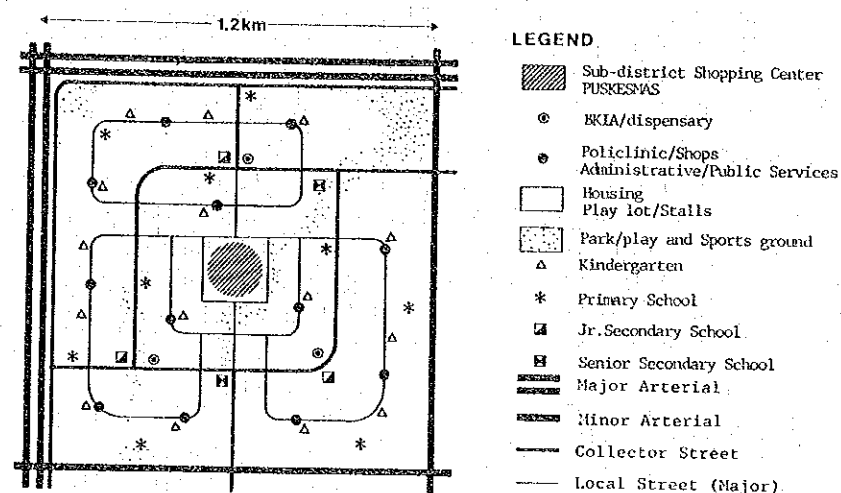 1.2km
LEGEND
Sub-district Shopping Center
PUSKESMAS
BKIA/dispensary
Policlinic/Shops
Administrative/Public Services
Housing
Play lot/Stalls
Park/play and Sports ground
Kindergarten
Primary School
Jr.Secondary School
Senior Secondary School
Major Arterial
Minor Arterial
Collector Street
Local Street (Major)